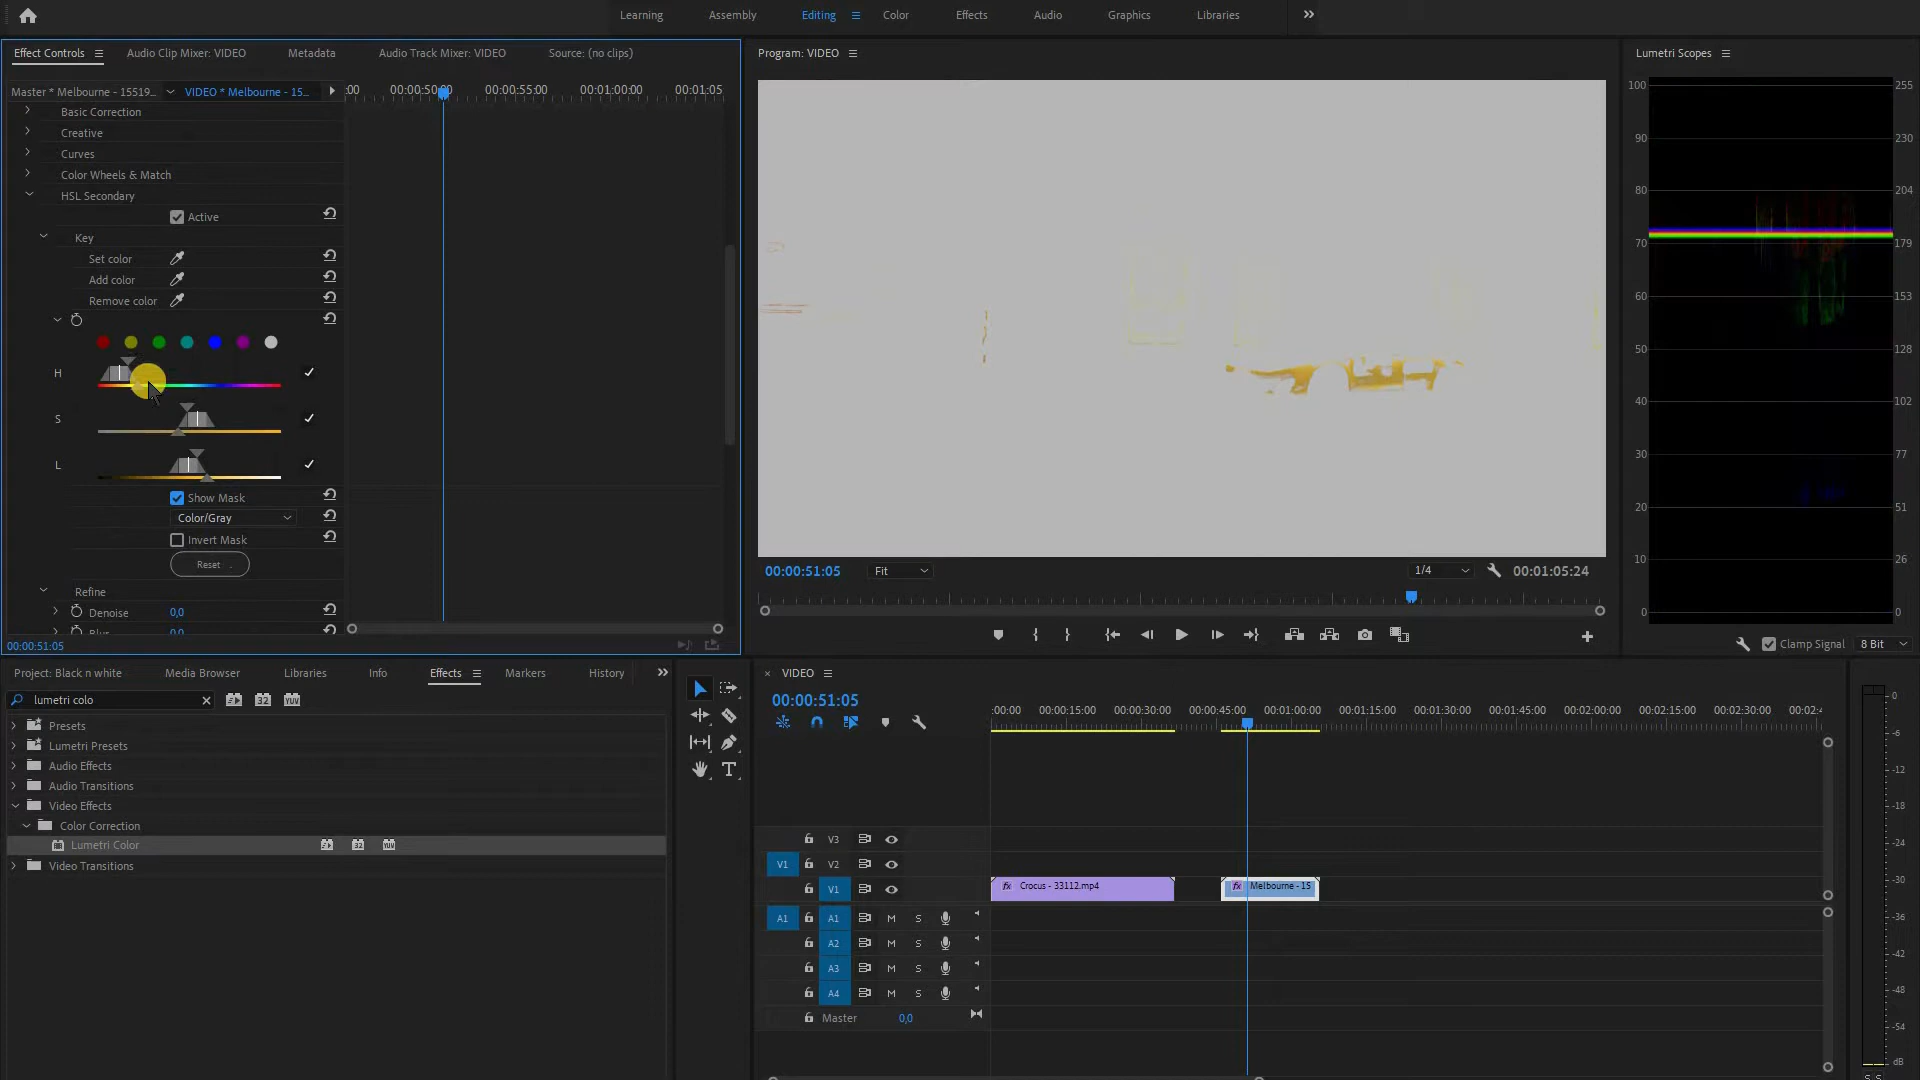 Learning Assembly Editing Color Effects Audio Graphics Libraries
Effect Controls Audio Clip Mixer: VIDEO Metadata Audio Track Mixer: VIDEO Source: (no clips)
Master * Melbourne - 15519... VIDEO * Melbourne - 15...
:00 00:00:50:00 00:00:55:00 00:01:00:00 00:01:05
Basic Correction
Creative
Curves
Color Wheels & Match
HSL Secondary
Active
Key
Set color
Add color
Remove color
H
S
L
Show Mask
Color/Gray
Invert Mask
Reset
Refine
Denoise 0,0
Blur 0,0
00:00:51:05
Program: VIDEO
00:00:51:05 Fit 1/4 00:01:05:24
Lumetri Scopes
100 255
90 230
80 204
70 179
60 153
50 128
40 102
30 77
20 51
10 26
0 0
Clamp Signal 8 Bit
Project: Black n white Media Browser Libraries Info Effects Markers History
lumetri colo
32 YUV
Presets
Lumetri Presets
Audio Effects
Audio Transitions
Video Effects
Color Correction
Lumetri Color 32 YUV
Video Transitions
T
VIDEO
00:00:51:05
:00:00 00:00:15:00 00:00:30:00 00:00:45:00 00:01:00:00 00:01:15:00 00:01:30:00 00:01:45:00 00:02:00:00 00:02:15:00 00:02:30:00 00:02:4
V3
V1 V2
V1 fx Crocus - 33112.mp4 fx Melbourne - 15
A1 A1 M S
A2 M S
A3 M S
A4 M S
Master 0,0
0
-6
-12
-18
-24
-30
-36
-42
-48
-54
dB
S S